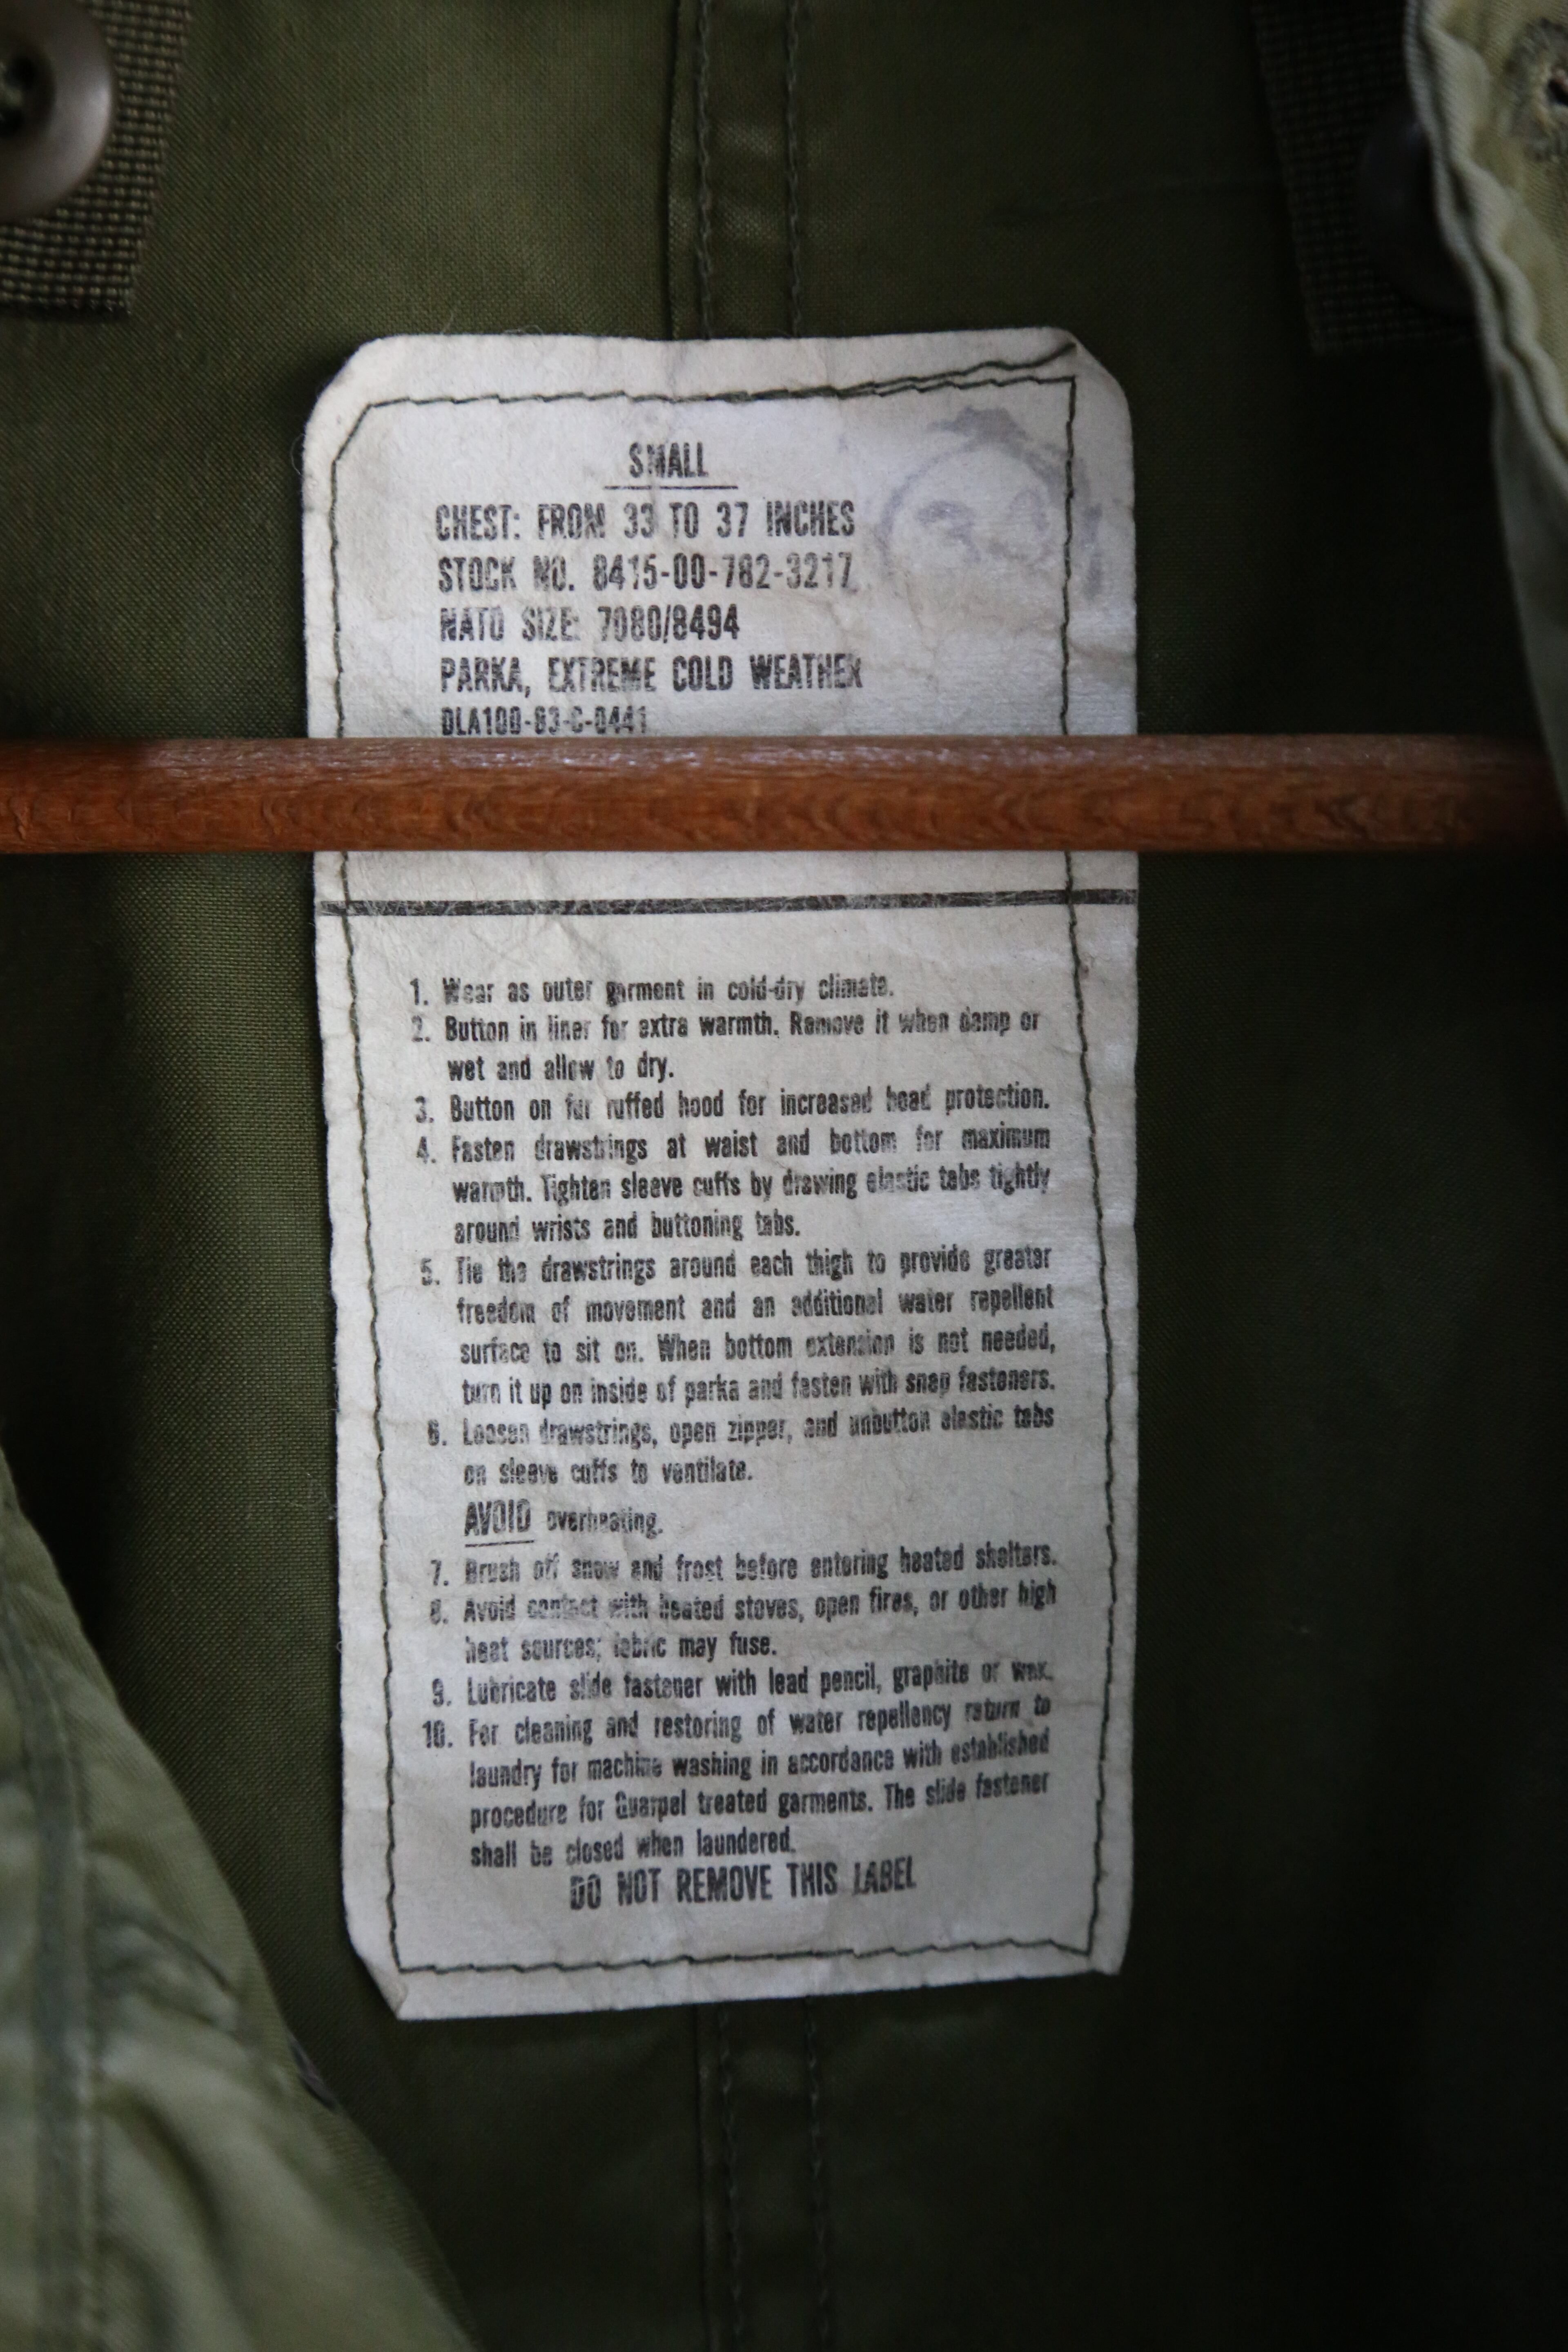 SMALL
CHEST: FROM 33 TO 37 INCHES
STOCK NO. 8415-00-782-3217
NATO SIZE: 7080/8494
PARKA, EXTREME COLD WEATHER
DLA100-83-C-0441
1. Wear as outer garment in cold-dry climate.
2. Button in liner for extra warmth. Remove it when damp or
wet and allow to dry.
3. Button on fur ruffed hood for increased head protection.
4. Fasten drawstrings at waist and bottom for maximum
warmth. Tighten sleeve cuffs by drawing elastic tabs tightly
around wrists and buttoning tabs.
5. Tie the drawstrings around each thigh to provide greater
freedom of movement and an additional water repellent
surface to sit on. When bottom extension is not needed,
turn it up on inside of parka and fasten with snap fasteners.
6. Loosen drawstrings, open zipper, and unbutton elastic tabs
on sleeve cuffs to ventilate.
AVOID overheating.
7. Brush off snow and frost before entering heated shelters.
8. Avoid contact with heated stoves, open fires, or other high
heat sources; fabric may fuse.
9. Lubricate slide fastener with lead pencil, graphite or wax.
10. For cleaning and restoring of water repellency return to
laundry for machine washing in accordance with established
procedure for Quarpel treated garments. The slide fastener
shall be closed when laundered.
DO NOT REMOVE THIS LABEL